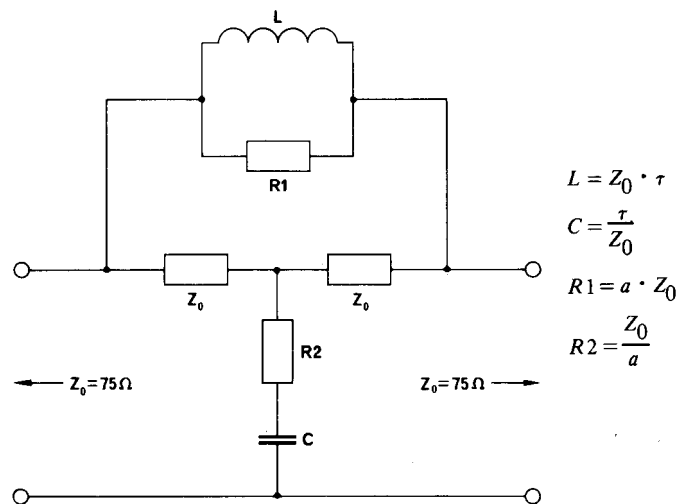 L
R1
Z₀
Z₀
R2
C
Z₀=75Ω
Z₀=75Ω
L = Z₀ · τ
C = τ/Z₀
R1 = a · Z₀
R2 = Z₀/a